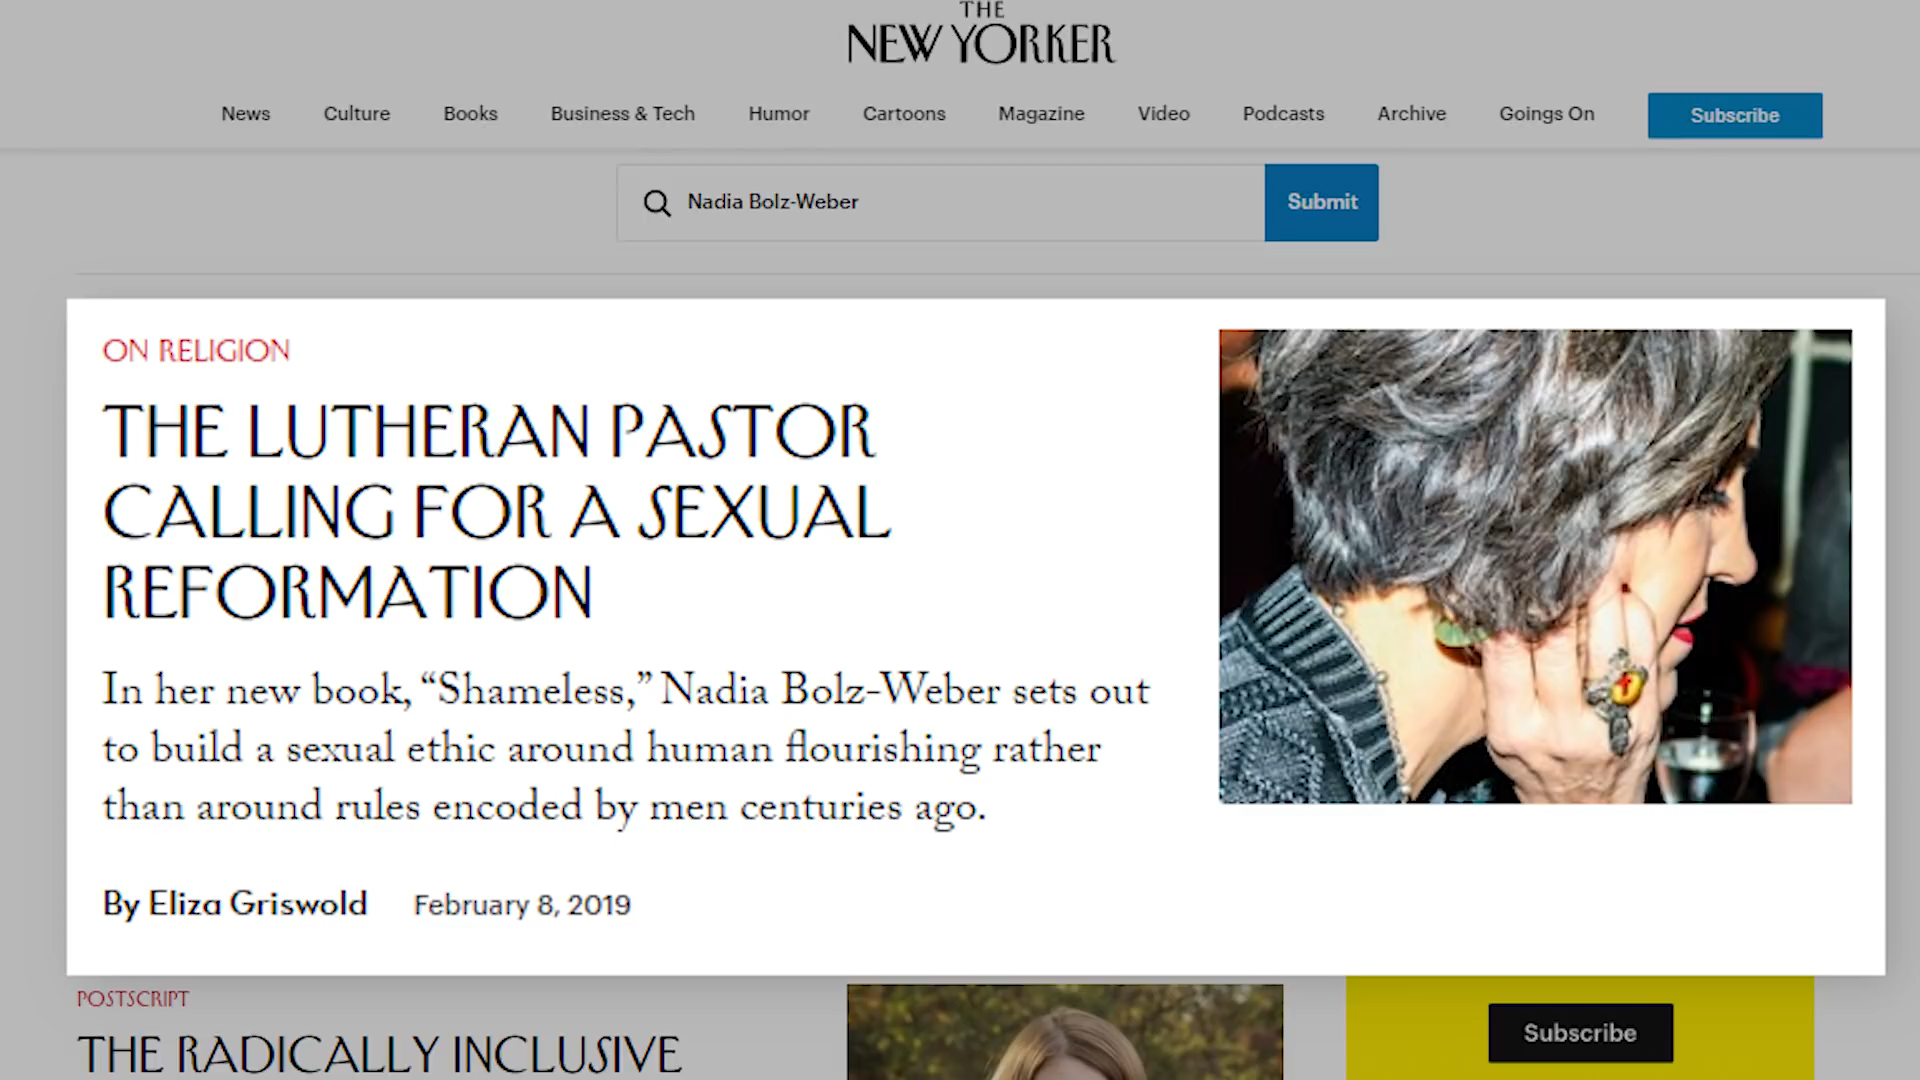 THE
NEW YORKER
News Culture Books Business & Tech Humor Cartoons Magazine Video Podcasts Archive Goings On Subscribe
Nadia Bolz-Weber Submit
ON RELIGION
THE LUTHERAN PASTOR
CALLING FOR A SEXUAL
REFORMATION
In her new book, “Shameless,” Nadia Bolz-Weber sets out
to build a sexual ethic around human flourishing rather
than around rules encoded by men centuries ago.
By Eliza Griswold February 8, 2019
POSTSCRIPT
THE RADICALLY INCLUSIVE
Subscribe